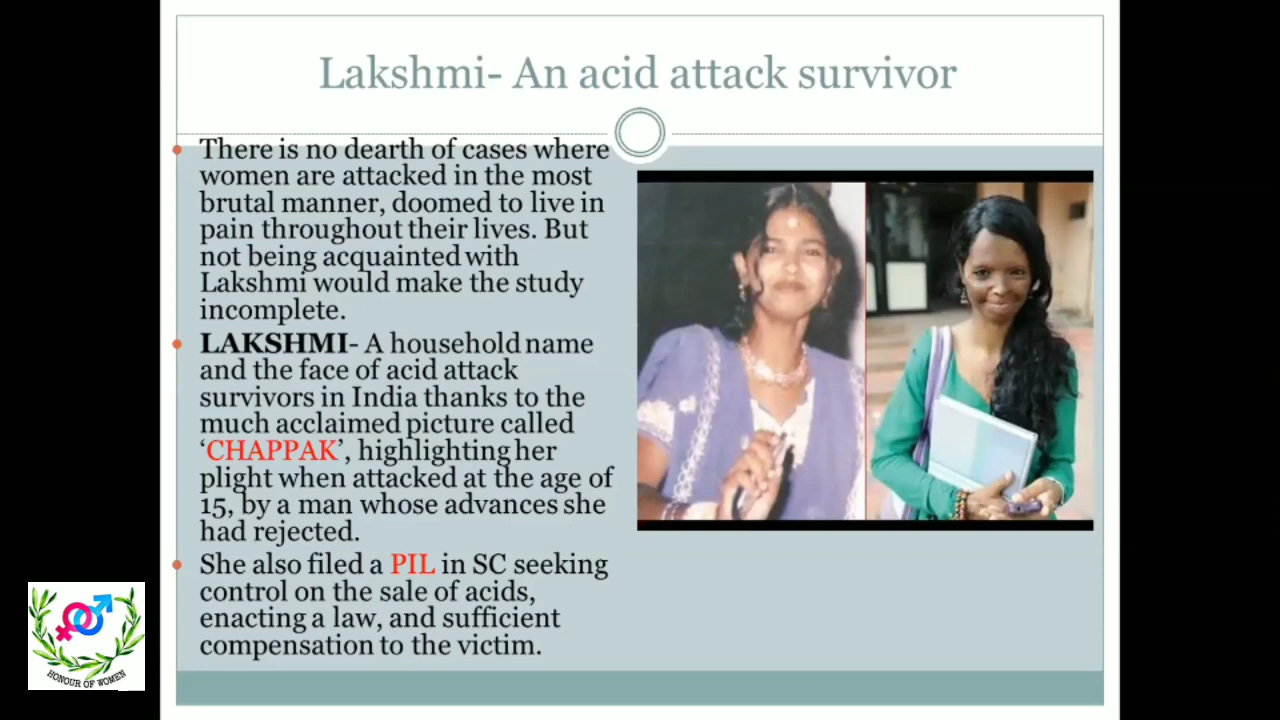 Lakshmi- An acid attack survivor
There is no dearth of cases where
women are attacked in the most
brutal manner, doomed to live in
pain throughout their lives. But
not being acquainted with
Lakshmi would make the study
incomplete.
LAKSHMI- A household name
and the face of acid attack
survivors in India thanks to the
much acclaimed picture called
‘CHAPPAK’, highlighting her
plight when attacked at the age of
15, by a man whose advances she
had rejected.
She also filed a PIL in SC seeking
control on the sale of acids,
enacting a law, and sufficient
compensation to the victim.
HONOUR OF WOMEN